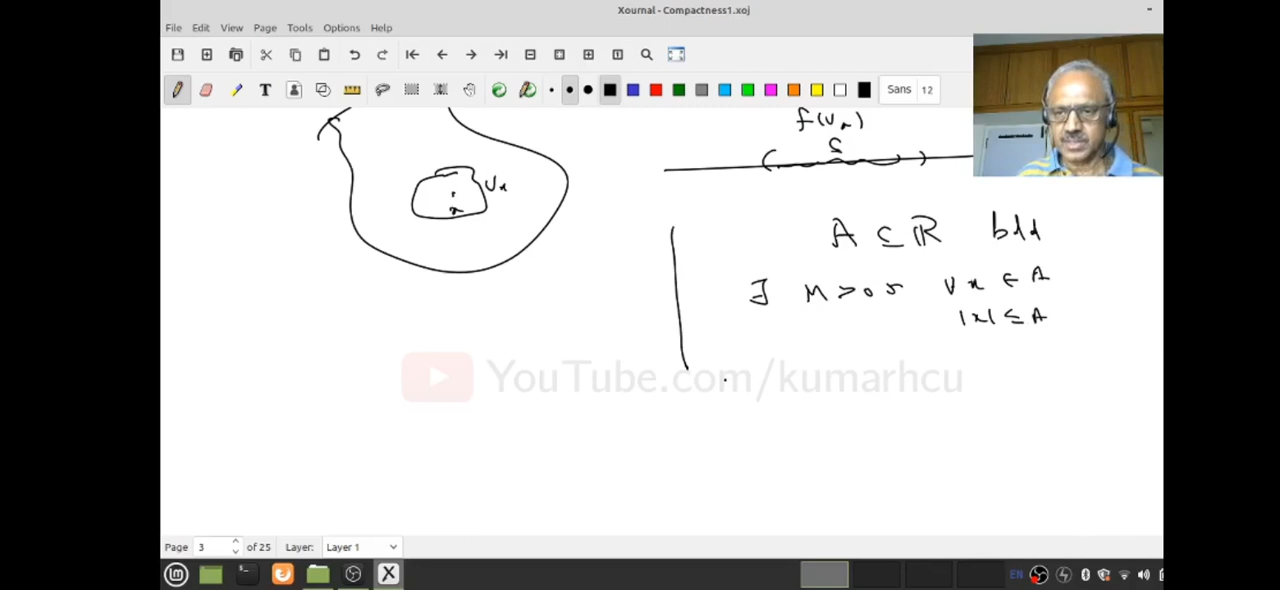 Xournal - Compactness1.xoj
File Edit View Page Tools Options Help
Sans 12
f(Uₓ)
Uₓ
x
A ⊆ ℝ bdd
∃ M > 0 s ∀ x ∈ A
|x| ≤ A
YouTube.com/kumarhcu
Page 3 of 25 Layer: Layer 1
EN